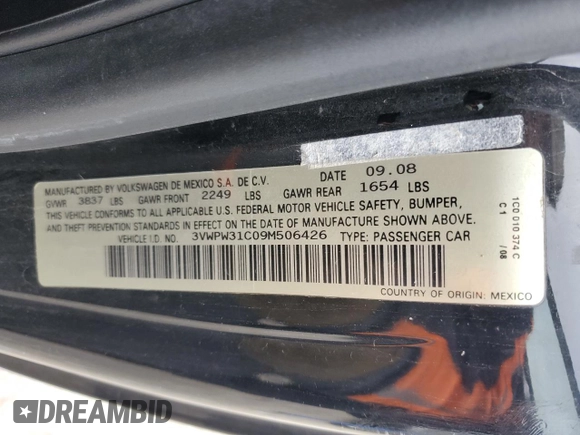 MANUFACTURED BY VOLKSWAGEN DE MEXICO S.A. DE C.V. DATE 09.08
GVWR 3837 LBS GAWR FRONT 2249 LBS GAWR REAR 1654 LBS
THIS VEHICLE CONFORMS TO ALL APPLICABLE U.S. FEDERAL MOTOR VEHICLE SAFETY, BUMPER,
AND THEFT PREVENTION STANDARDS IN EFFECT ON THE DATE OF MANUFACTURE SHOWN ABOVE.
VEHICLE I.D. NO. 3VWPW31C09M506426 TYPE: PASSENGER CAR
COUNTRY OF ORIGIN: MEXICO
1C0 010 374 C
C1 / 08
DREAMBID